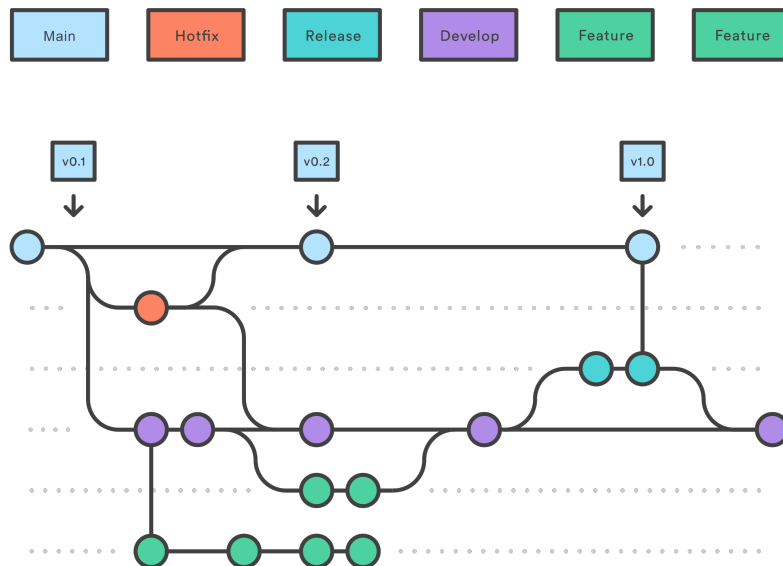 Main
Hotfix
Release
Develop
Feature
Feature
v0.1
v0.2
v1.0